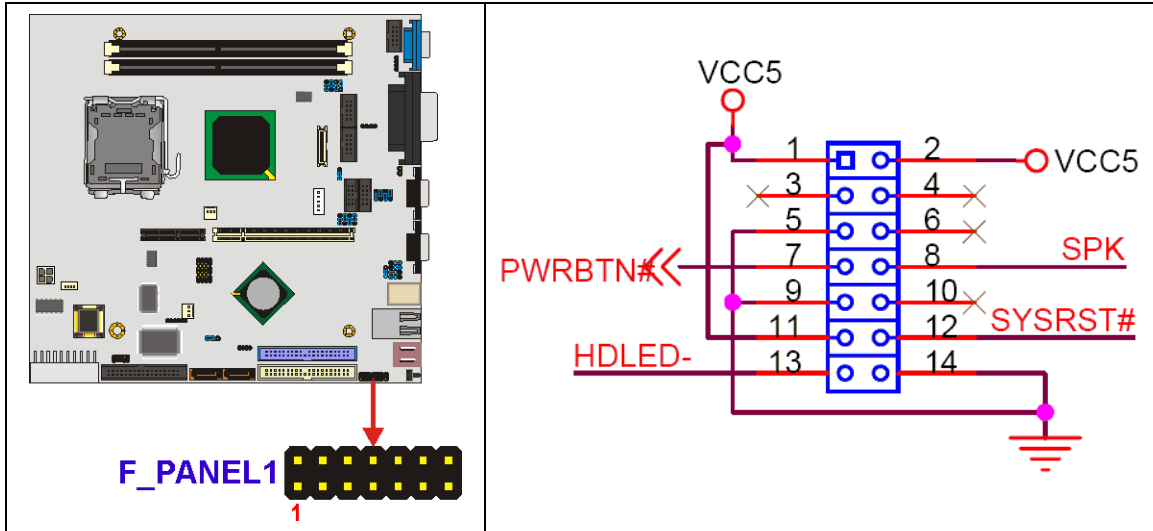 F_PANEL1
1
VCC5
1 2 VCC5
3 4
5 6
PWRBTN# 7 8 SPK
9 10
11 12 SYSRST#
HDLED- 13 14